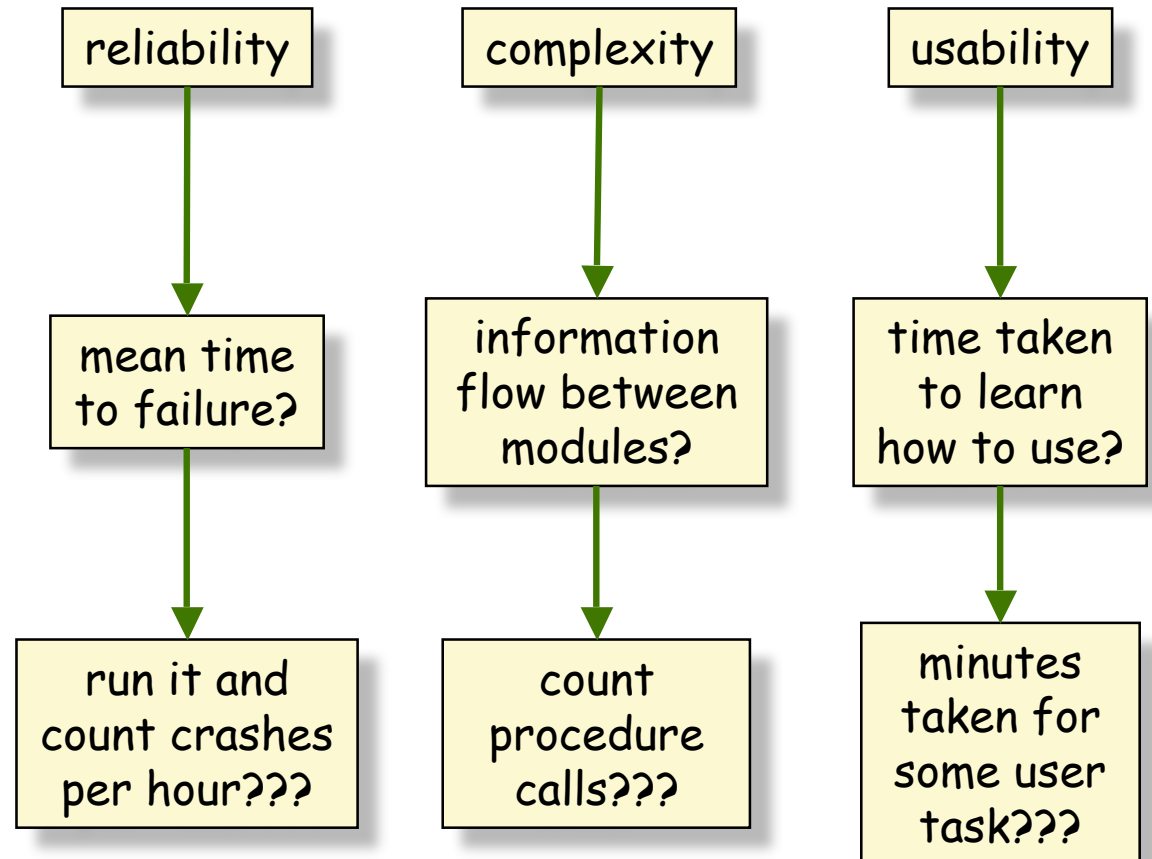 reliability
mean time
to failure?
run it and
count crashes
per hour???
complexity
information
flow between
modules?
count
procedure
calls???
usability
time taken
to learn
how to use?
minutes
taken for
some user
task???